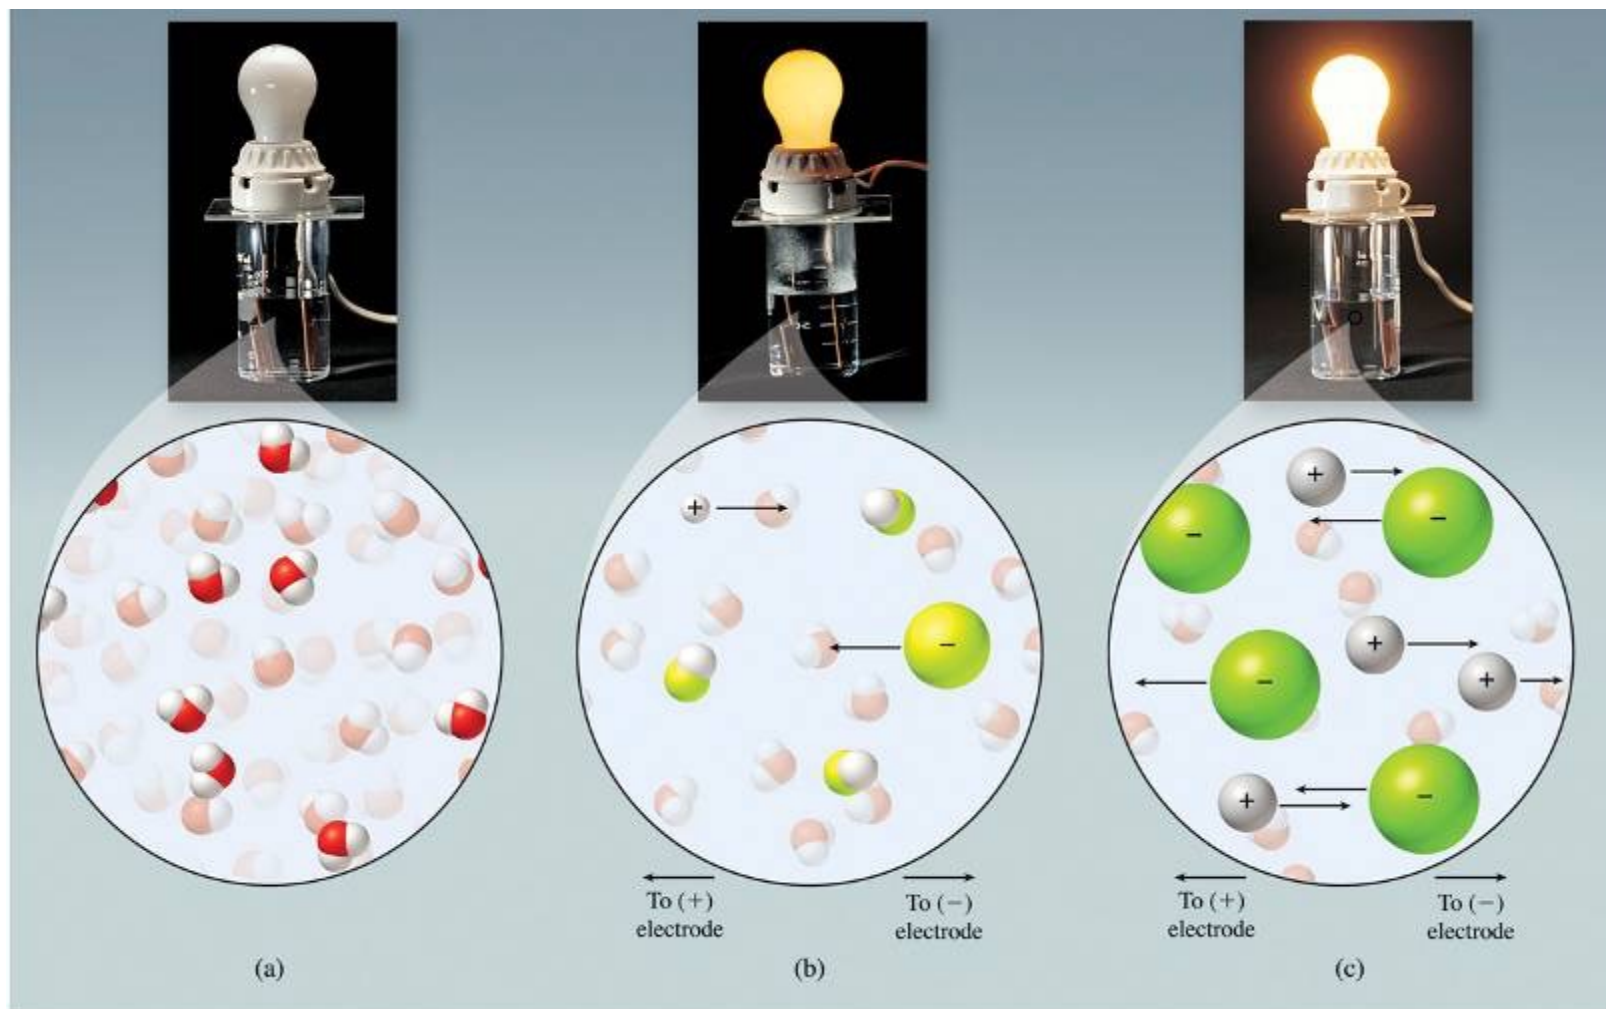 +
−
+
−
−
+
−
+
+
−
To (+)
electrode
To (−)
electrode
To (+)
electrode
To (−)
electrode
(a)
(b)
(c)